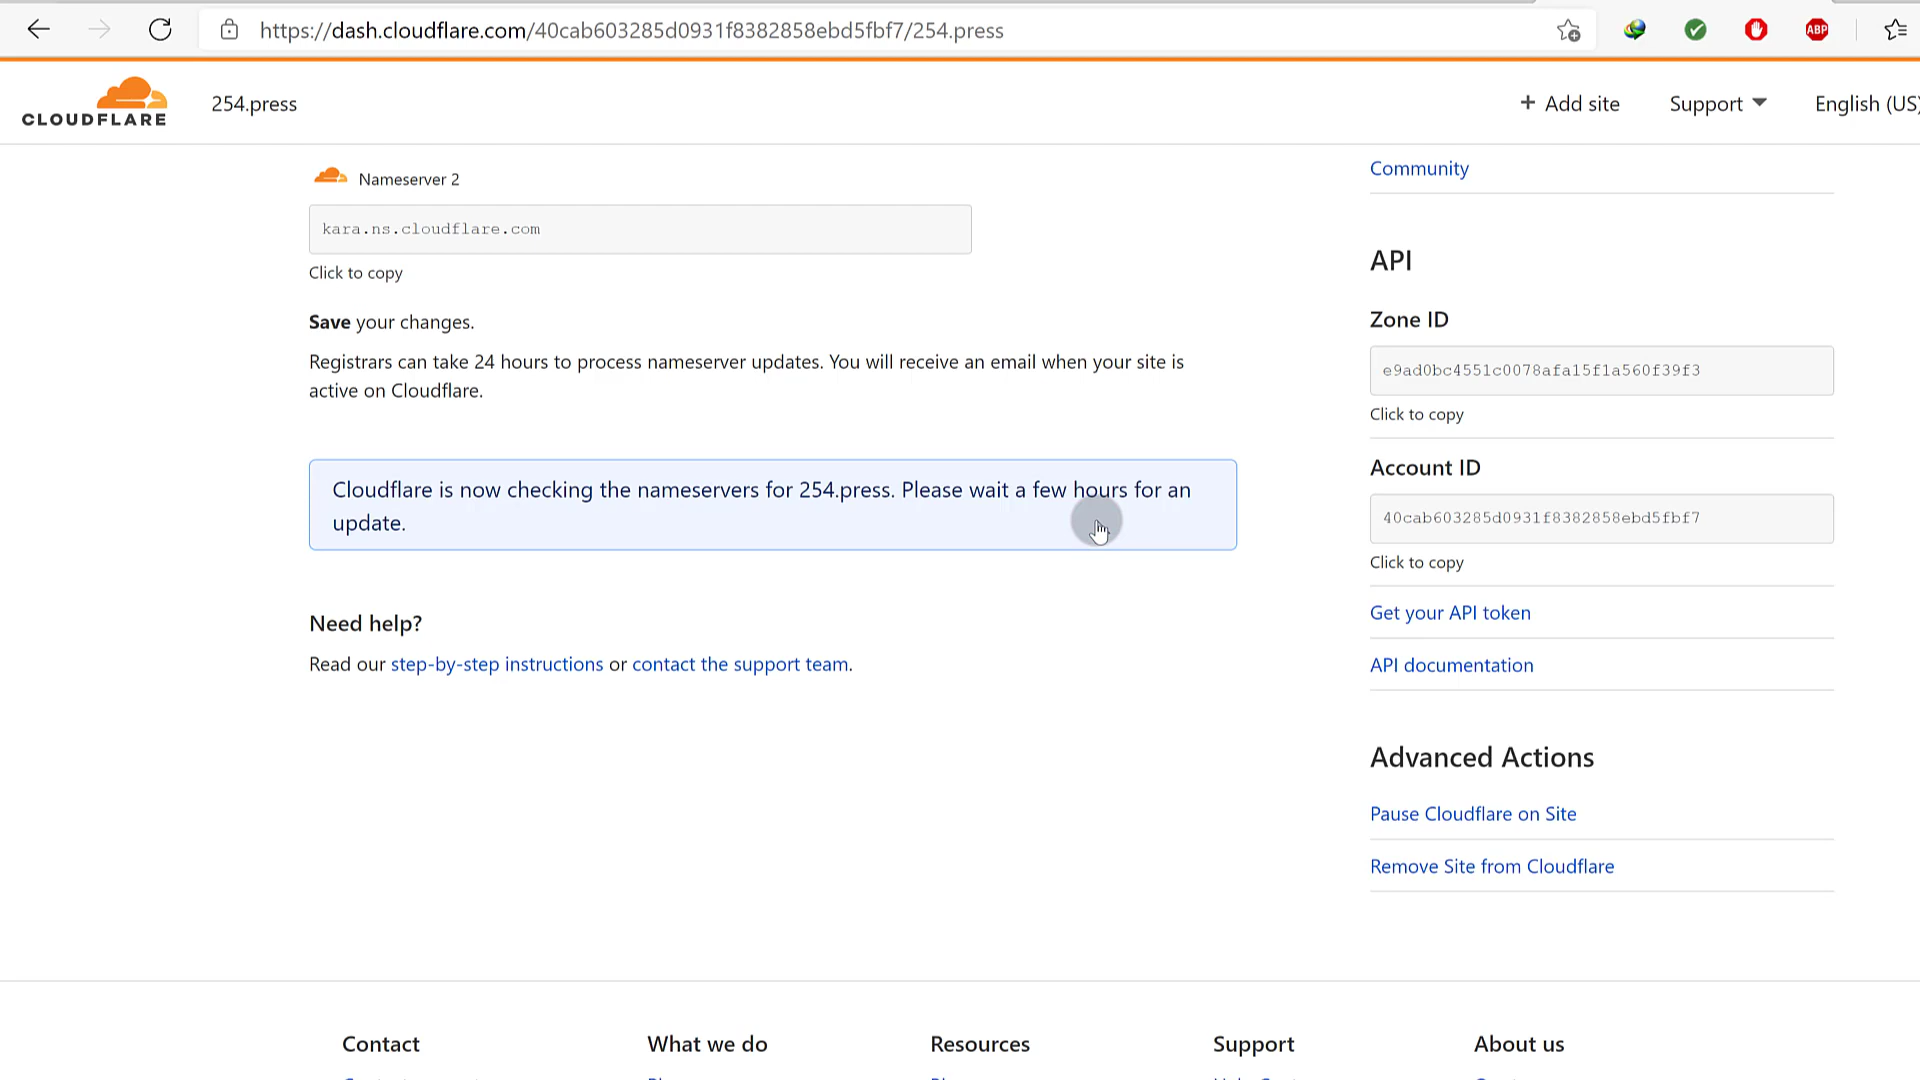 https://dash.cloudflare.com/40cab603285d0931f8382858ebd5fbf7/254.press
ABP
CLOUDFLARE
254.press
+ Add site
Support
English (US)
Nameserver 2
kara.ns.cloudflare.com
Click to copy
Save your changes.
Registrars can take 24 hours to process nameserver updates. You will receive an email when your site is
active on Cloudflare.
Cloudflare is now checking the nameservers for 254.press. Please wait a few hours for an
update.
Need help?
Read our step-by-step instructions or contact the support team.
Community
API
Zone ID
e9ad0bc4551c0078afa15f1a560f39f3
Click to copy
Account ID
40cab603285d0931f8382858ebd5fbf7
Click to copy
Get your API token
API documentation
Advanced Actions
Pause Cloudflare on Site
Remove Site from Cloudflare
Contact
What we do
Resources
Support
About us